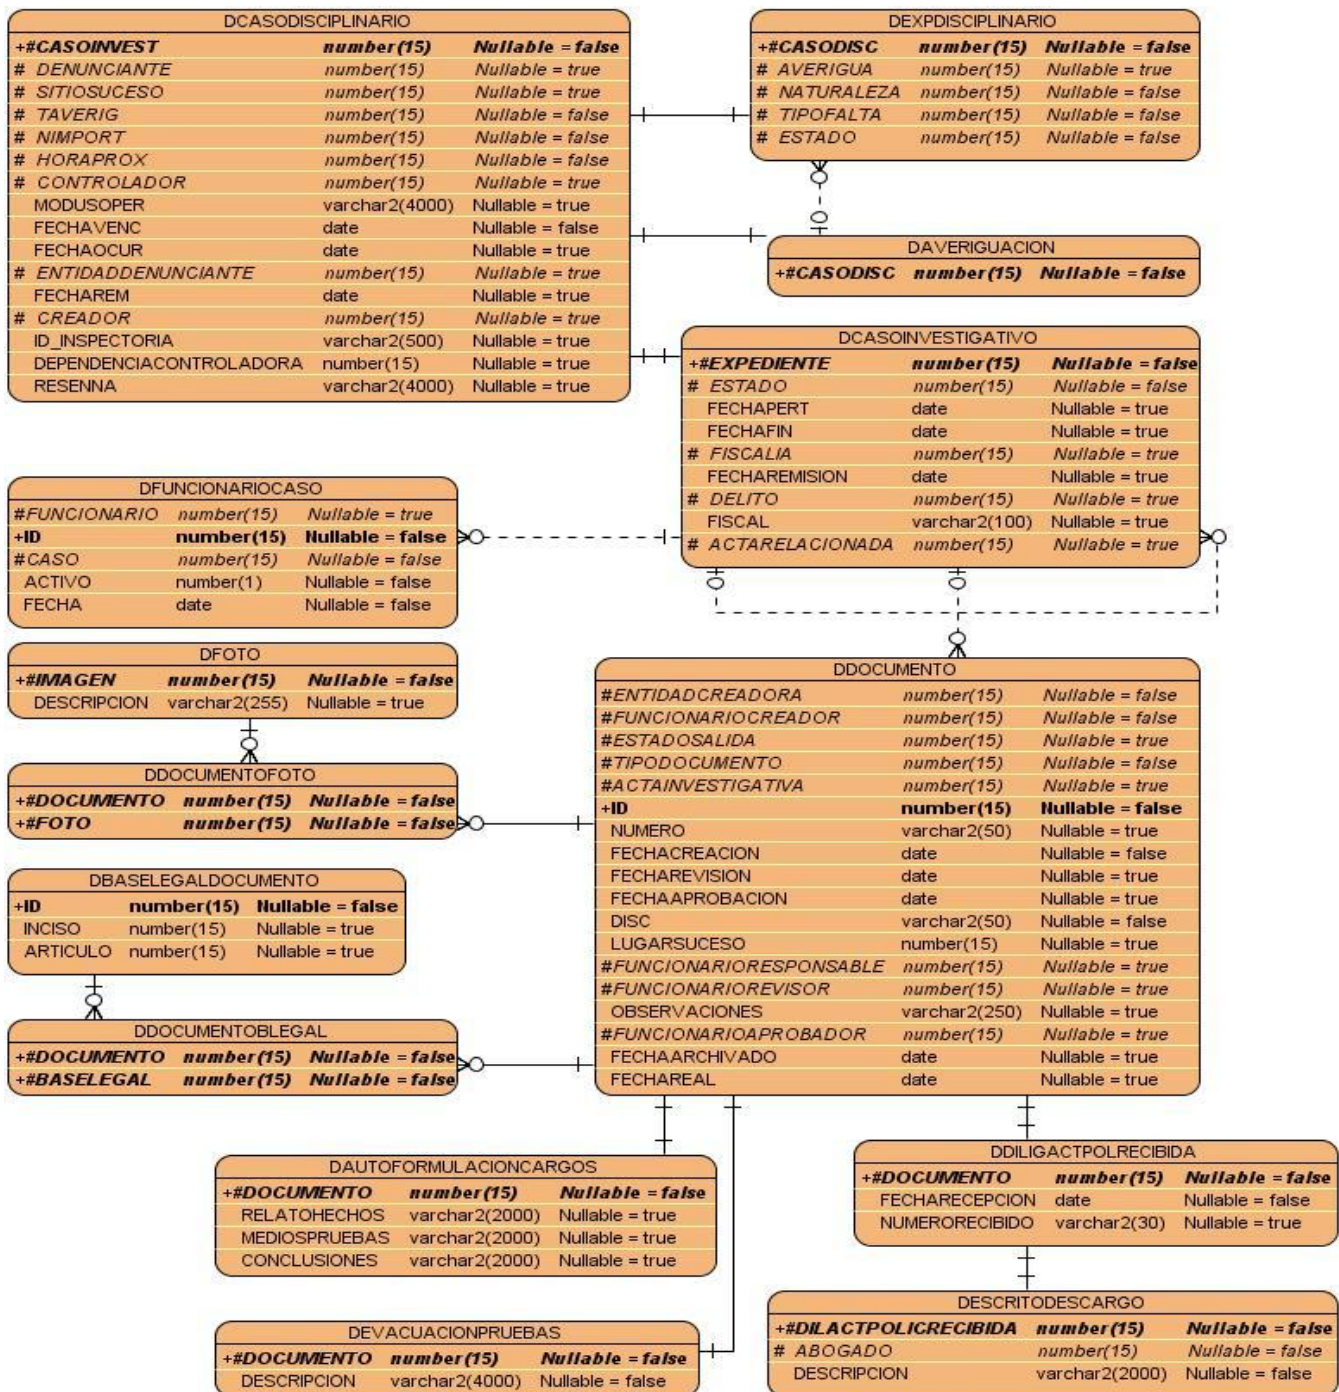 DCASODISCIPLINARIO
+#CASOINVEST number(15) Nullable = false
# DENUNCIANTE number(15) Nullable = true
# SITIOSUCESO number(15) Nullable = true
# TAVERIG number(15) Nullable = false
# NIMPORT number(15) Nullable = false
# HORAPROX number(15) Nullable = false
# CONTROLADOR number(15) Nullable = true
MODUSOPER varchar2(4000) Nullable = true
FECHAVENC date Nullable = false
FECHAOCUR date Nullable = true
# ENTIDADDENUNCIANTE number(15) Nullable = true
FECHAREM date Nullable = true
# CREADOR number(15) Nullable = true
ID_INSPECTORIA varchar2(500) Nullable = true
DEPENDENCIACONTROLADORA number(15) Nullable = true
RESENNA varchar2(4000) Nullable = true
DEXPDISCIPLINARIO
+#CASODISC number(15) Nullable = false
# AVERIGUA number(15) Nullable = true
# NATURALEZA number(15) Nullable = false
# TIPOFALTA number(15) Nullable = false
# ESTADO number(15) Nullable = false
DAVERIGUACION
+#CASODISC number(15) Nullable = false
DCASOINVESTIGATIVO
+#EXPEDIENTE number(15) Nullable = false
# ESTADO number(15) Nullable = false
FECHAPERT date Nullable = true
FECHAFIN date Nullable = true
# FISCALIA number(15) Nullable = true
FECHAREMISION date Nullable = true
# DELITO number(15) Nullable = true
FISCAL varchar2(100) Nullable = true
# ACTARELACIONADA number(15) Nullable = true
DFUNCIONARIOCASO
#FUNCIONARIO number(15) Nullable = true
+ID number(15) Nullable = false
#CASO number(15) Nullable = false
ACTIVO number(1) Nullable = false
FECHA date Nullable = false
DFOTO
+#IMAGEN number(15) Nullable = false
DESCRIPCION varchar2(255) Nullable = true
DDOCUMENTOFOTO
+#DOCUMENTO number(15) Nullable = false
+#FOTO number(15) Nullable = false
DBASELEGALDOCUMENTO
+ID number(15) Nullable = false
INCISO number(15) Nullable = true
ARTICULO number(15) Nullable = true
DDOCUMENTOBLEGAL
+#DOCUMENTO number(15) Nullable = false
+#BASELEGAL number(15) Nullable = false
DDOCUMENTO
#ENTIDADCREADORA number(15) Nullable = false
#FUNCIONARIOCREADOR number(15) Nullable = false
#ESTADOSALIDA number(15) Nullable = true
#TIPODOCUMENTO number(15) Nullable = false
#ACTAINVESTIGATIVA number(15) Nullable = true
+ID number(15) Nullable = false
NUMERO varchar2(50) Nullable = true
FECHACREACION date Nullable = false
FECHAREVISION date Nullable = true
FECHAAPROBACION date Nullable = true
DISC varchar2(50) Nullable = false
LUGARSUCESO number(15) Nullable = true
#FUNCIONARIORESPONSABLE number(15) Nullable = true
#FUNCIONARIOREVISOR number(15) Nullable = true
OBSERVACIONES varchar2(250) Nullable = true
#FUNCIONARIOAPROBADOR number(15) Nullable = true
FECHAARCHIVADO date Nullable = true
FECHAREAL date Nullable = true
DAUTOFORMULACIONCARGOS
+#DOCUMENTO number(15) Nullable = false
RELATOHECHOS varchar2(2000) Nullable = true
MEDIOSPRUEBAS varchar2(2000) Nullable = true
CONCLUSIONES varchar2(2000) Nullable = true
DDILIGACTPOLRECIBIDA
+#DOCUMENTO number(15) Nullable = false
FECHARECEPCION date Nullable = false
NUMERORECIBIDO varchar2(30) Nullable = true
DEVACUACIONPRUEBAS
+#DOCUMENTO number(15) Nullable = false
DESCRIPCION varchar2(4000) Nullable = false
DESCRITODESCARGO
+#DILACTPOLICRECIBIDA number(15) Nullable = false
# ABOGADO number(15) Nullable = false
DESCRIPCION varchar2(2000) Nullable = false